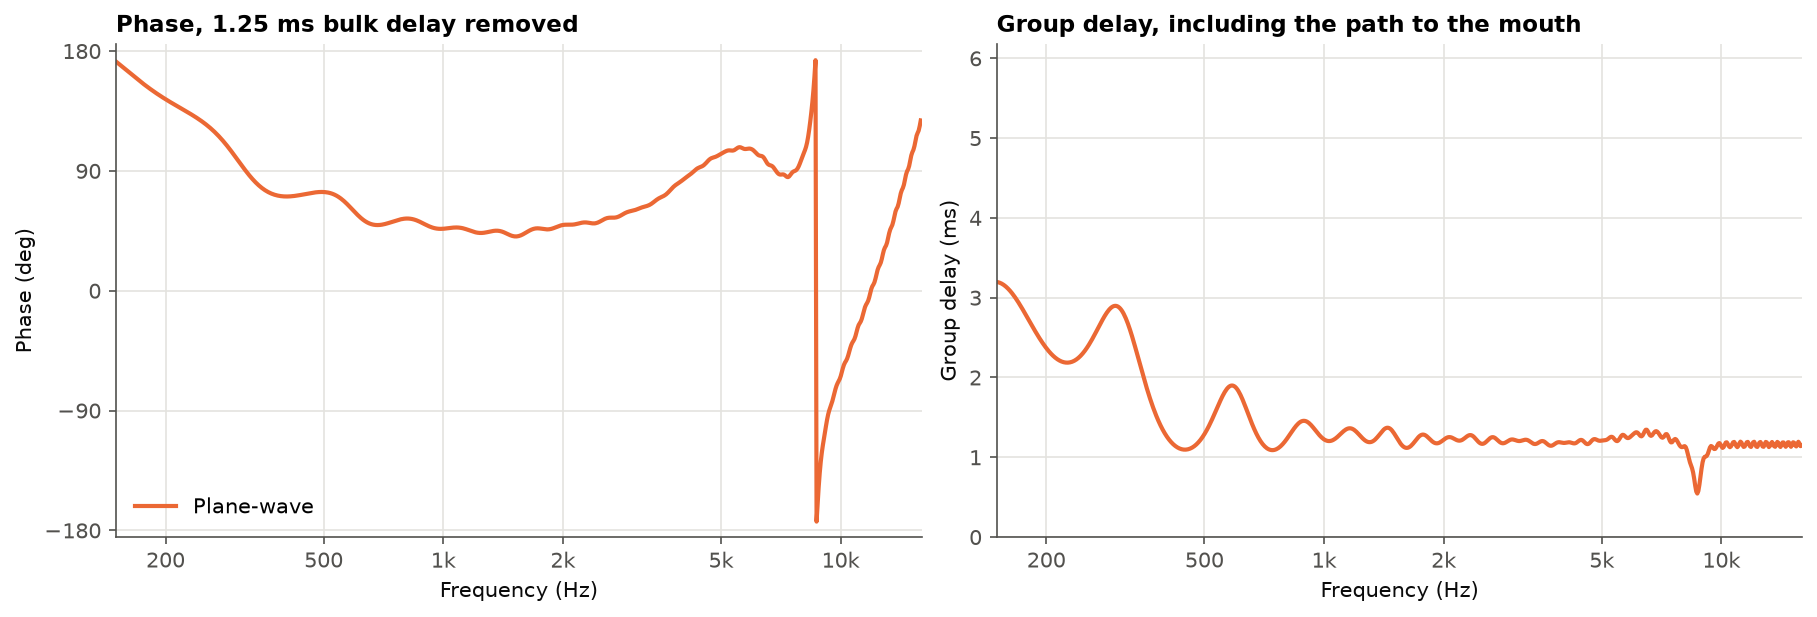 Phase, 1.25 ms bulk delay removed
180
90
0
−90
−180
Phase (deg)
Plane-wave
200 500 1k 2k 5k 10k
Frequency (Hz)
Group delay, including the path to the mouth
6
5
4
3
2
1
0
Group delay (ms)
200 500 1k 2k 5k 10k
Frequency (Hz)